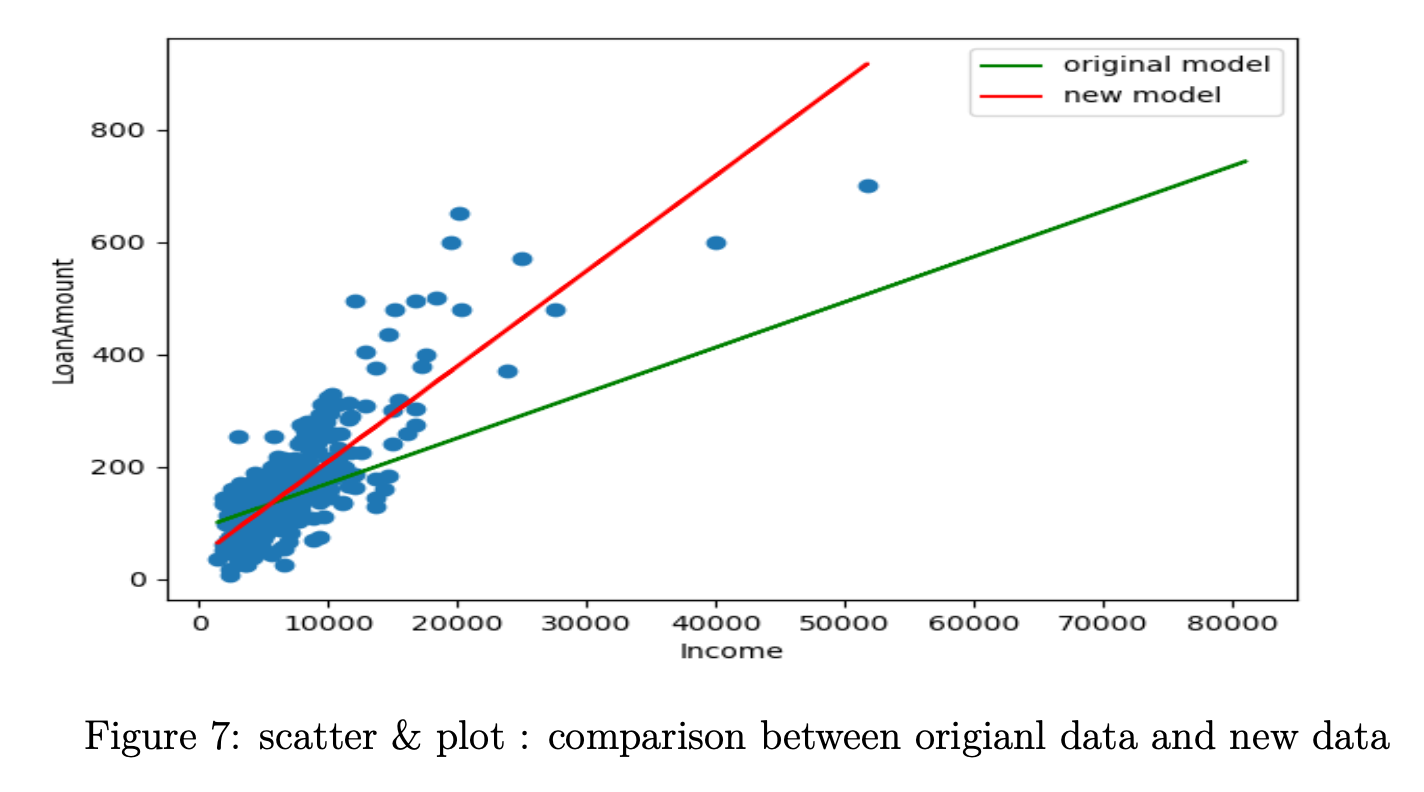 original model
new model
800
600
400
200
0
LoanAmount
0 10000 20000 30000 40000 50000 60000 70000 80000
Income
Figure 7: scatter & plot : comparison between origianl data and new data